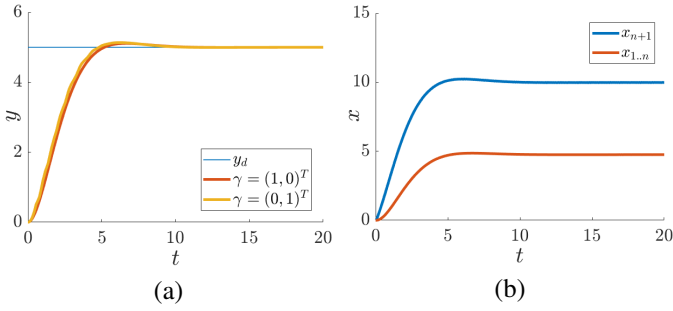 6
4
2
0
y
y_d
γ = (1, 0)^T
γ = (0, 1)^T
0 5 10 15 20
t
(a)
15
10
5
0
x
x_{n+1}
x_{1..n}
0 5 10 15 20
t
(b)